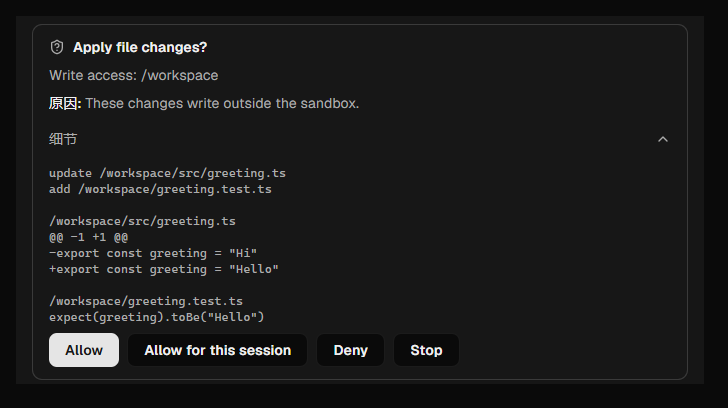 Apply file changes?
Write access: /workspace
原因: These changes write outside the sandbox.
细节
update /workspace/src/greeting.ts
add /workspace/greeting.test.ts
/workspace/src/greeting.ts
@@ -1 +1 @@
-export const greeting = "Hi"
+export const greeting = "Hello"
/workspace/greeting.test.ts
expect(greeting).toBe("Hello")
Allow Allow for this session Deny Stop